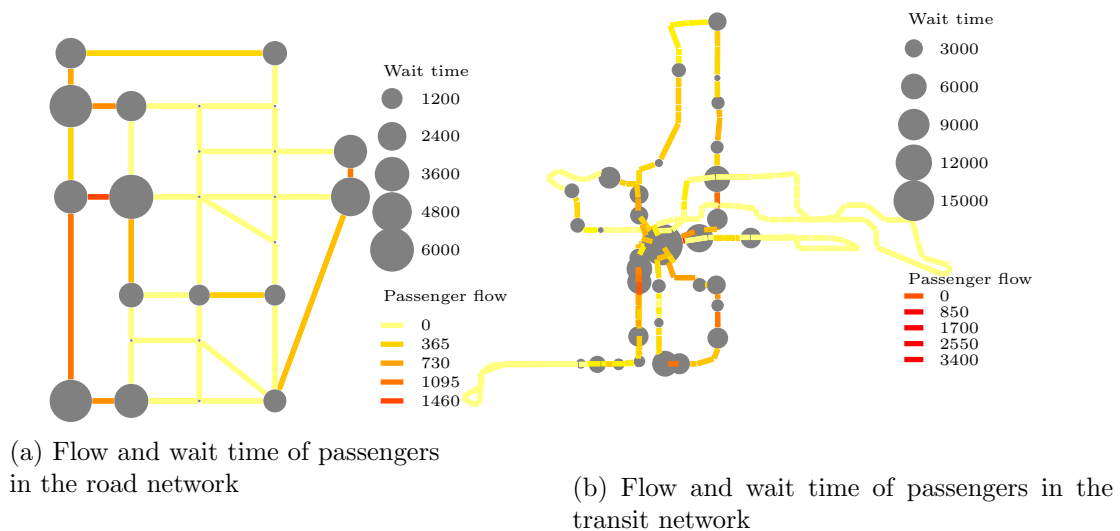 Wait time
1200
2400
3600
4800
6000
Passenger flow
0
365
730
1095
1460
(a) Flow and wait time of passengers
in the road network
Wait time
3000
6000
9000
12000
15000
Passenger flow
0
850
1700
2550
3400
(b) Flow and wait time of passengers in the
transit network